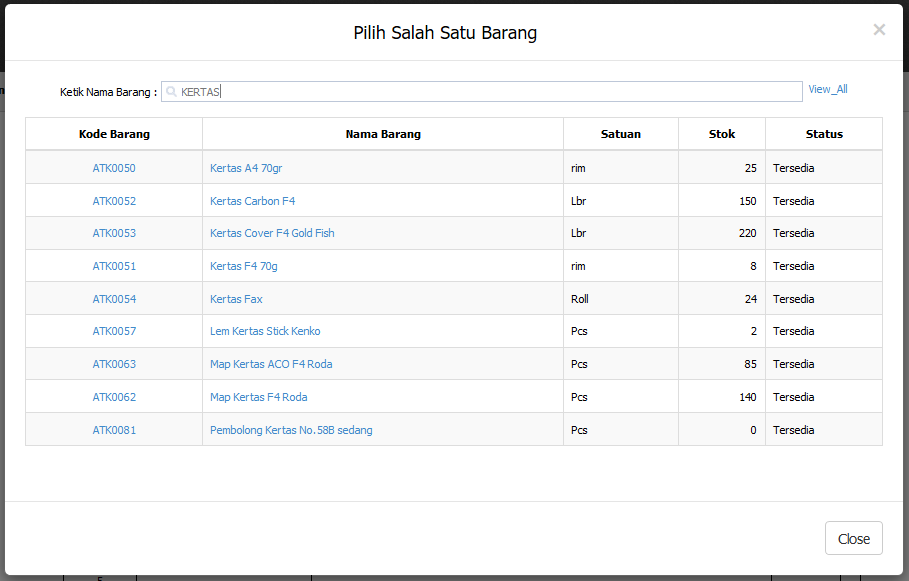 Pilih Salah Satu Barang
×
Ketik Nama Barang : KERTAS View_All
Kode Barang Nama Barang Satuan Stok Status
ATK0050 Kertas A4 70gr rim 25 Tersedia
ATK0052 Kertas Carbon F4 Lbr 150 Tersedia
ATK0053 Kertas Cover F4 Gold Fish Lbr 220 Tersedia
ATK0051 Kertas F4 70g rim 8 Tersedia
ATK0054 Kertas Fax Roll 24 Tersedia
ATK0057 Lem Kertas Stick Kenko Pcs 2 Tersedia
ATK0063 Map Kertas ACO F4 Roda Pcs 85 Tersedia
ATK0062 Map Kertas F4 Roda Pcs 140 Tersedia
ATK0081 Pembolong Kertas No.58B sedang Pcs 0 Tersedia
Close